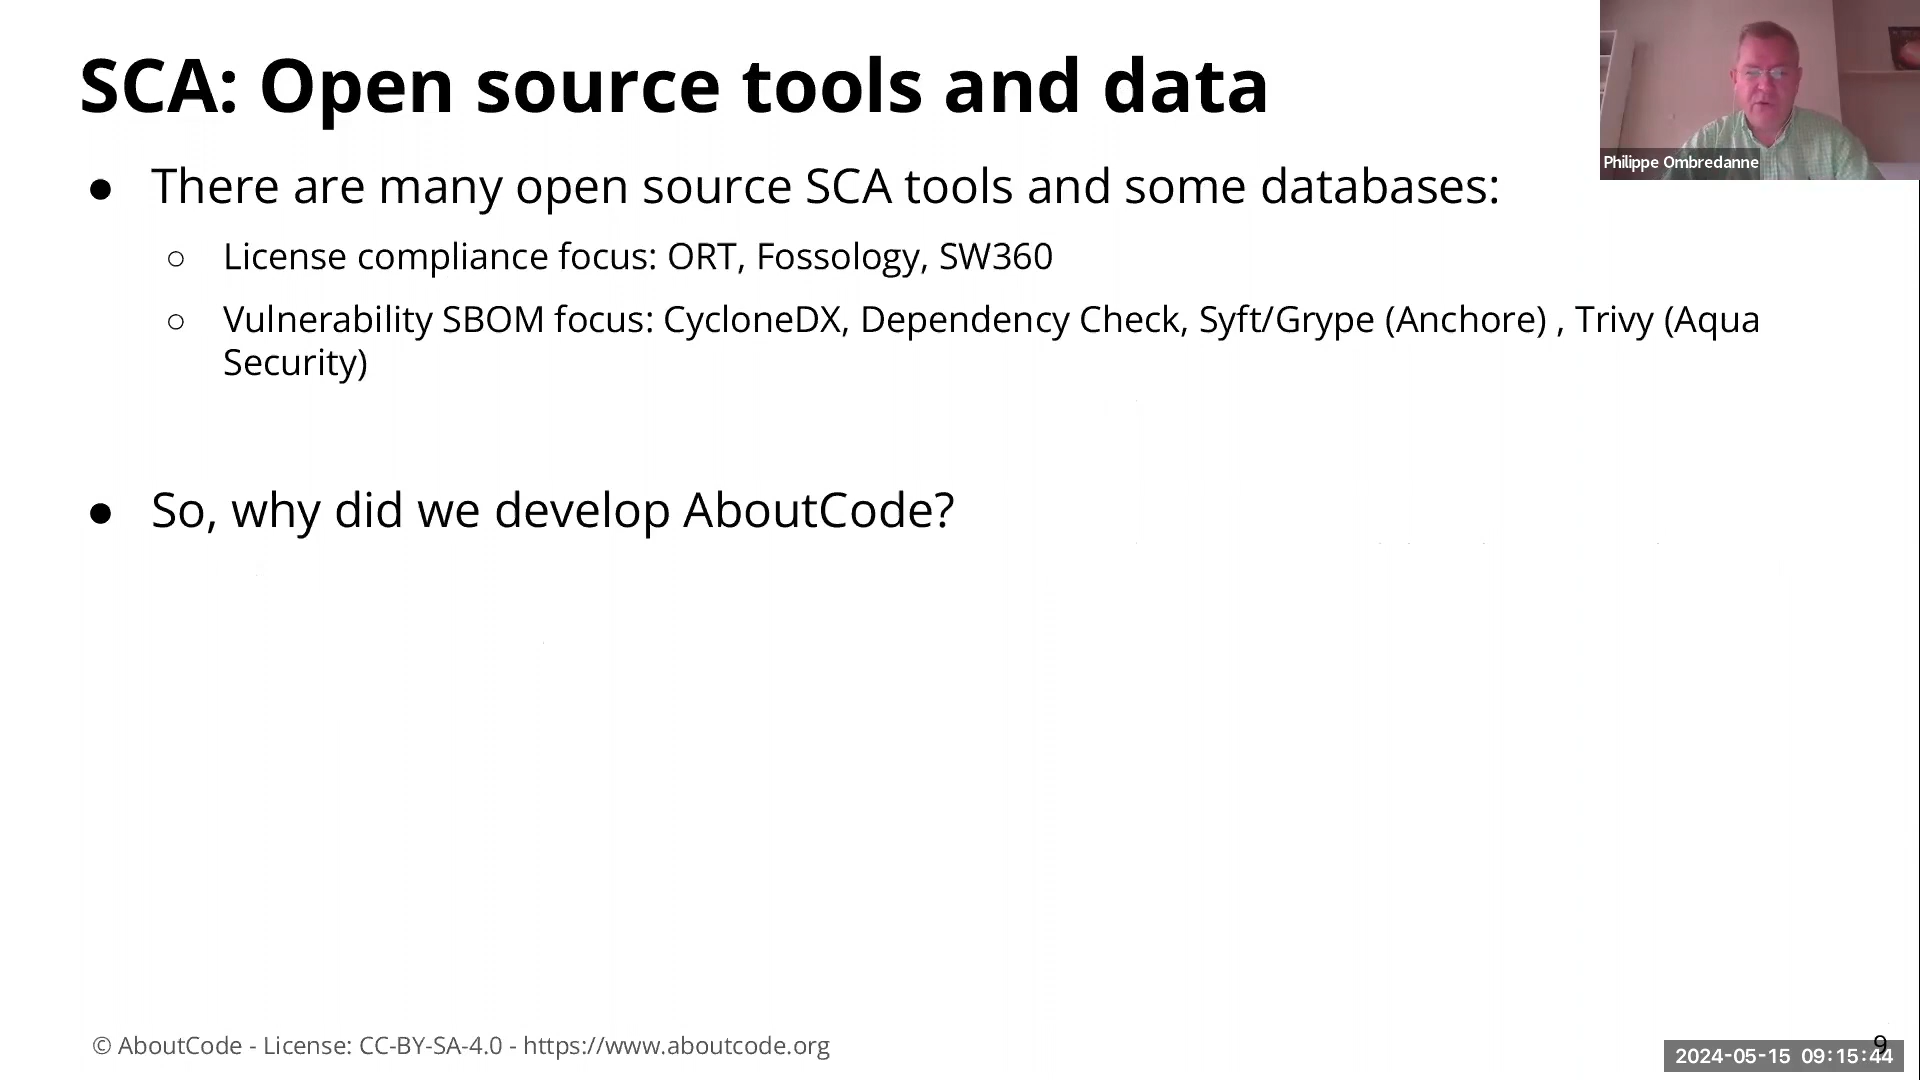 SCA: Open source tools and data
Philippe Ombredanne
● There are many open source SCA tools and some databases:
○ License compliance focus: ORT, Fossology, SW360
○ Vulnerability SBOM focus: CycloneDX, Dependency Check, Syft/Grype (Anchore) , Trivy (Aqua
Security)
● So, why did we develop AboutCode?
© AboutCode - License: CC-BY-SA-4.0 - https://www.aboutcode.org
9
2024-05-15 09:15:44